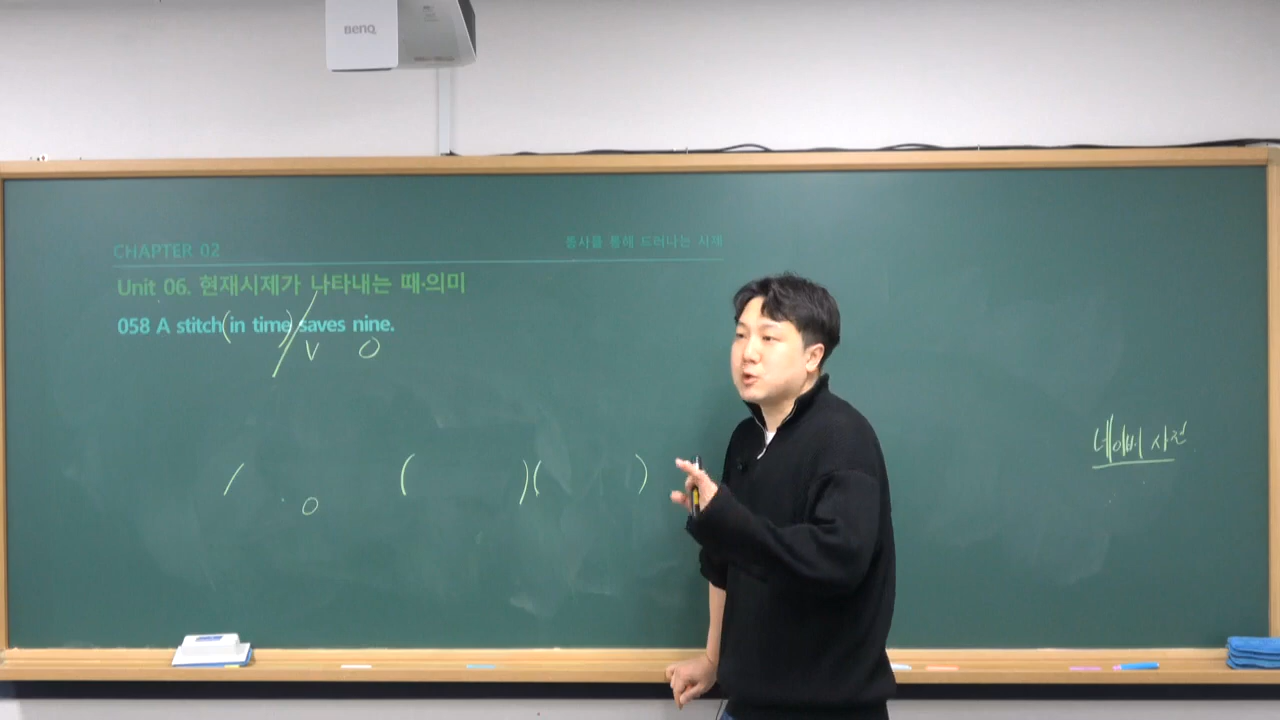 BENQ
CHAPTER 02
동사를 통해 드러나는 시제
Unit 06. 현재시제가 나타내는 때·의미
058 A stitch (in time) / saves nine.
V O
네이버 사전
/ O ( ) ( )